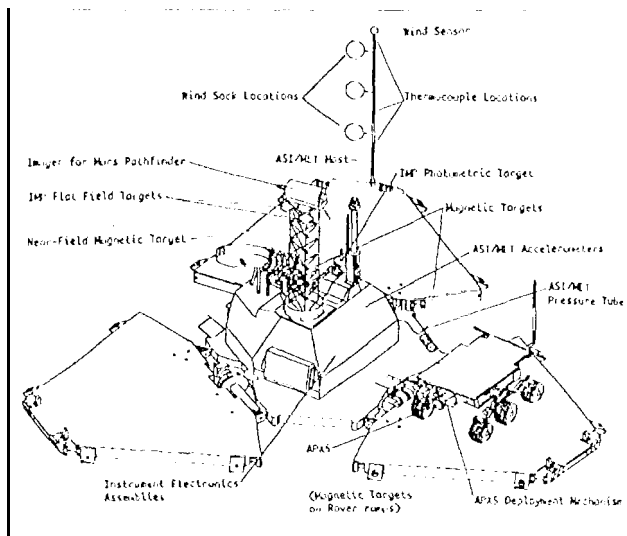 Wind Sensor
Wind Sock Locations
Thermocouple Locations
ASI/MET Mast
Imager for Mars Pathfinder
IMP Photometric Target
IMP Flat Field Targets
Magnetic Targets
Near-Field Magnetic Target
ASI/MET Accelerometers
ASI/MET
Pressure Tube
APXS
Instrument Electronics
Assemblies
(Magnetic Targets
on Rover ramps)
APXS Deployment Mechanism